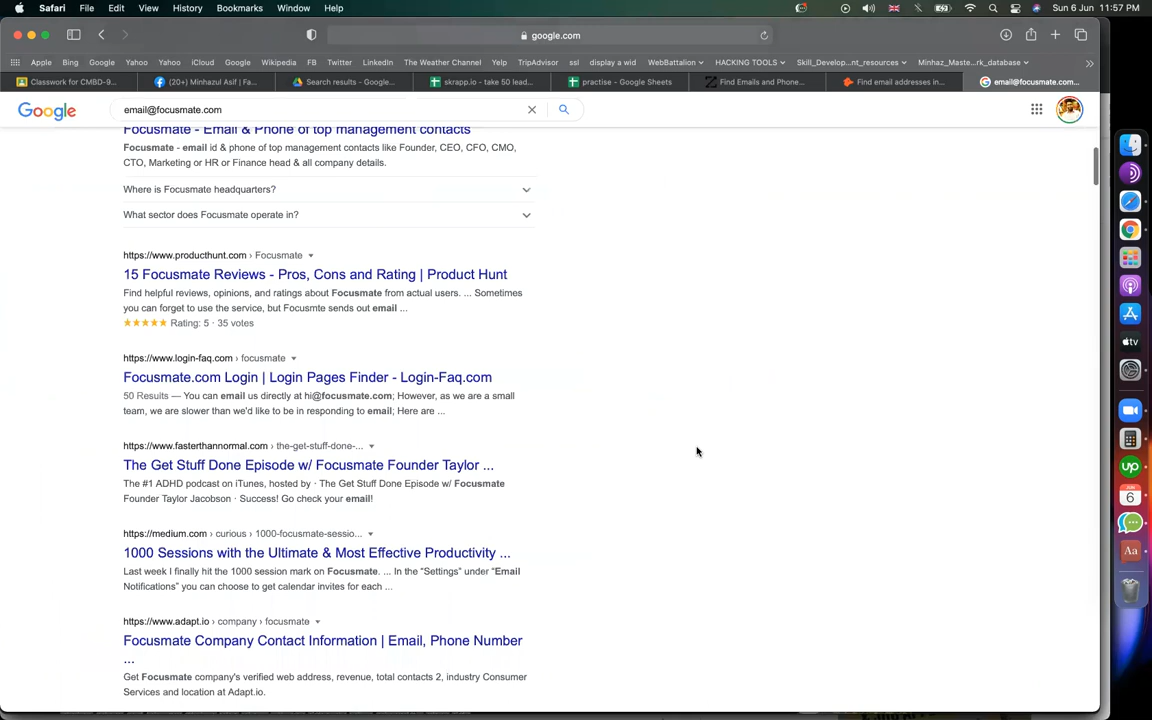 Safari File Edit View History Bookmarks Window Help Sun 6 Jun 11:57 PM
google.com
Apple Bing Google Yahoo Yahoo iCloud Google Wikipedia FB Twitter LinkedIn The Weather Channel Yelp TripAdvisor ssl display a wid WebBattalion HACKING TOOLS Skill_Develop...nt_resources Minhaz_Maste...rk_database
Classwork for CMBD-9... (20+) Minhazul Asif | Fa... Search results - Google... skrapp.io - take 50 lead... practise - Google Sheets Find Emails and Phone... Find email addresses in... email@focusmate.com...
Google email@focusmate.com
Focusmate - Email & Phone of top management contacts
Focusmate - email id & phone of top management contacts like Founder, CEO, CFO, CMO,
CTO, Marketing or HR or Finance head & all company details.
Where is Focusmate headquarters?
What sector does Focusmate operate in?
https://www.producthunt.com › Focusmate
15 Focusmate Reviews - Pros, Cons and Rating | Product Hunt
Find helpful reviews, opinions, and ratings about Focusmate from actual users. ... Sometimes
you can forget to use the service, but Focusmte sends out email ...
Rating: 5 · 35 votes
https://www.login-faq.com › focusmate
Focusmate.com Login | Login Pages Finder - Login-Faq.com
50 Results — You can email us directly at hi@focusmate.com; However, as we are a small
team, we are slower than we'd like to be in responding to email; Here are ...
https://www.fasterthannormal.com › the-get-stuff-done-...
The Get Stuff Done Episode w/ Focusmate Founder Taylor ...
The #1 ADHD podcast on iTunes, hosted by · The Get Stuff Done Episode w/ Focusmate
Founder Taylor Jacobson · Success! Go check your email!
https://medium.com › curious › 1000-focusmate-sessio...
1000 Sessions with the Ultimate & Most Effective Productivity ...
Last week I finally hit the 1000 session mark on Focusmate. ... In the "Settings" under "Email
Notifications" you can choose to get calendar invites for each ...
https://www.adapt.io › company › focusmate
Focusmate Company Contact Information | Email, Phone Number
...
Get Focusmate company's verified web address, revenue, total contacts 2, industry Consumer
Services and location at Adapt.io.
tv
up
JUN
6
Aa